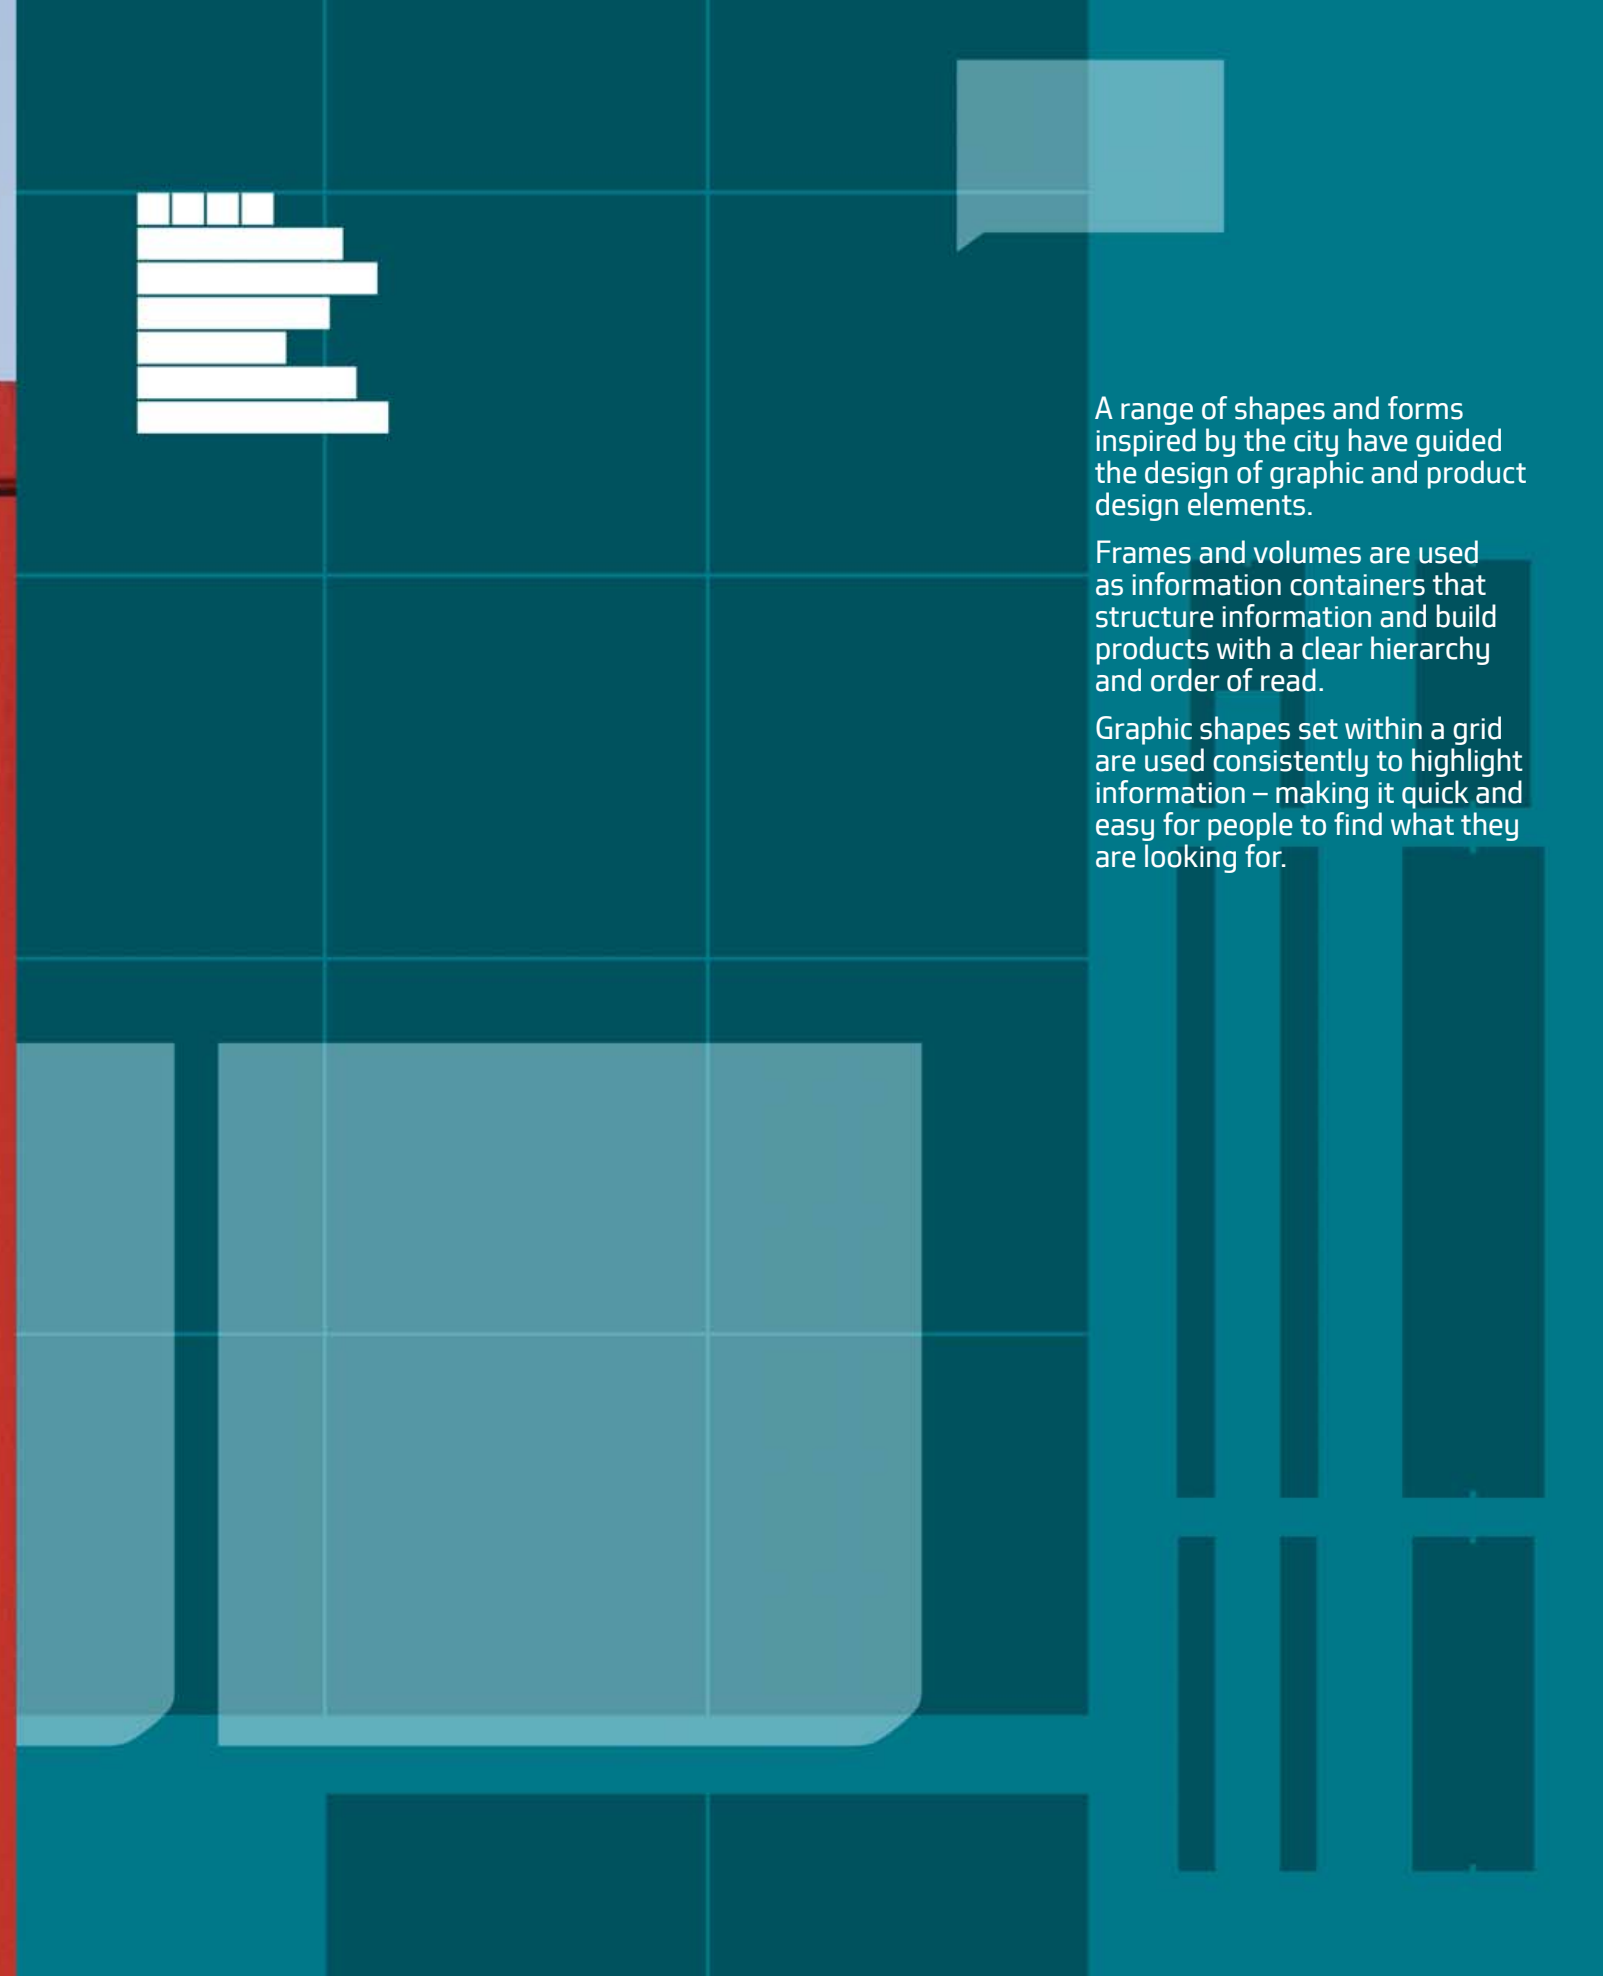 A range of shapes and forms
inspired by the city have guided
the design of graphic and product
design elements.
Frames and volumes are used
as information containers that
structure information and build
products with a clear hierarchy
and order of read.
Graphic shapes set within a grid
are used consistently to highlight
information – making it quick and
easy for people to find what they
are looking for.